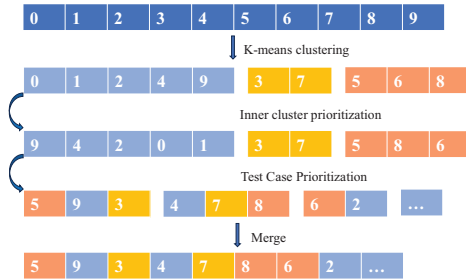 0 1 2 3 4 5 6 7 8 9
K-means clustering
0 1 2 4 9 3 7 5 6 8
Inner cluster prioritization
9 4 2 0 1 3 7 5 8 6
Test Case Prioritization
5 9 3 4 7 8 6 2 ...
Merge
5 9 3 4 7 8 6 2 ...